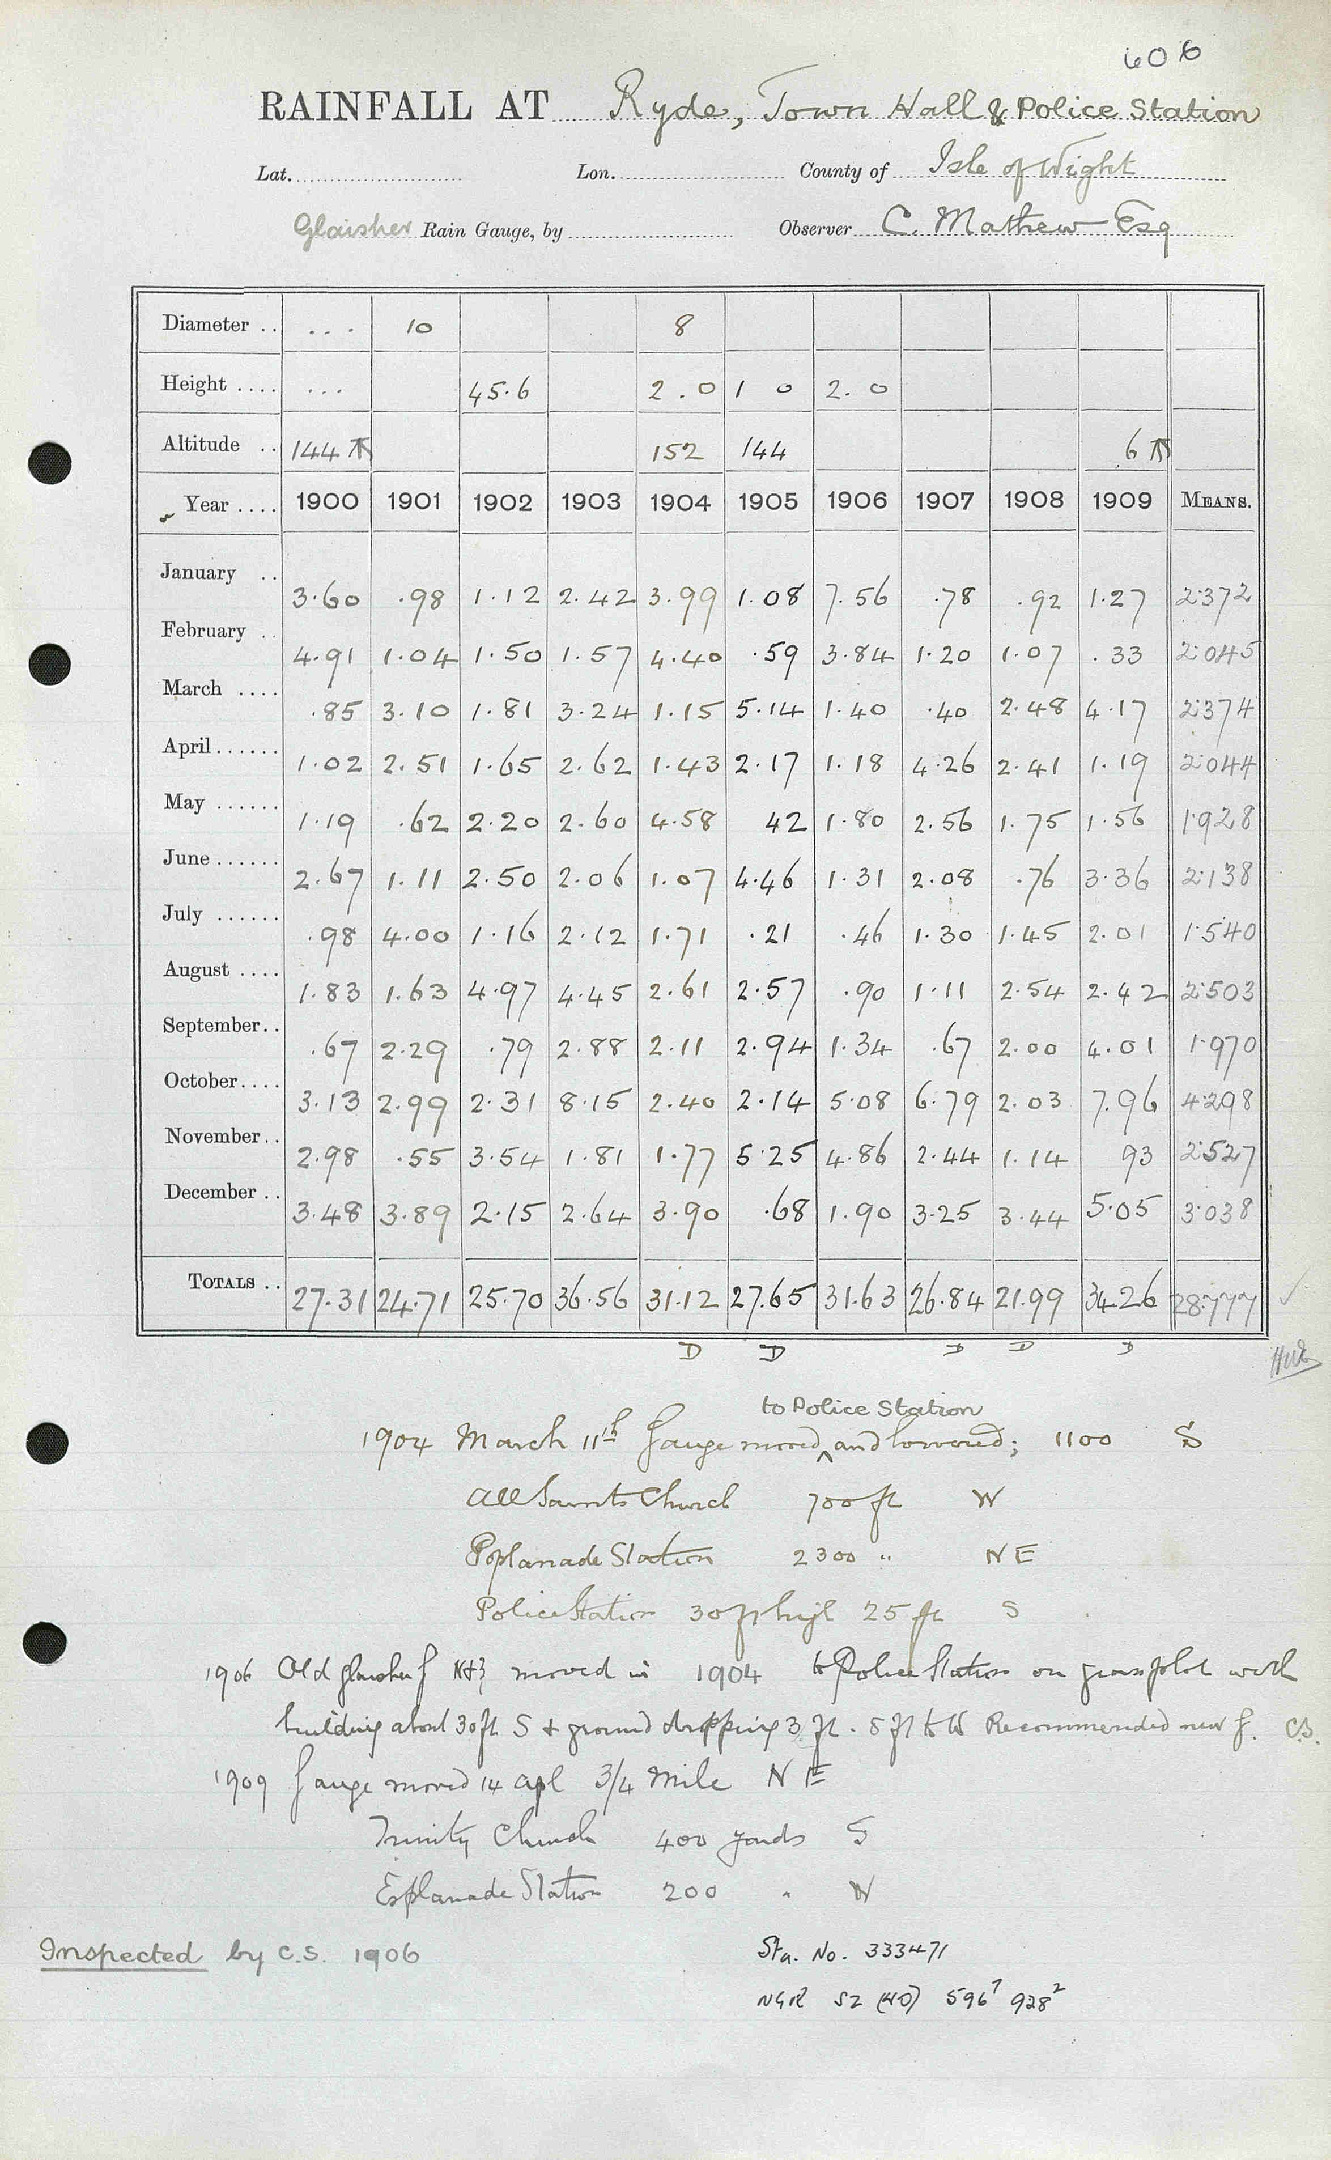 606
RAINFALL AT Ryde, Town Hall & Police Station
Lat. Lon. County of Isle of Wight
Glaisher Rain Gauge, by Observer C. Mathew Esq
Diameter .. ... 10 8
Height .... ... 45.6 2.0 1 0 2.0
Altitude .. 144 152 144 6
Year .... 1900 1901 1902 1903 1904 1905 1906 1907 1908 1909 MEANS.
January .. 3.60 .98 1.12 2.42 3.99 1.08 7.56 .78 .92 1.27 2.372
February .. 4.91 1.04 1.50 1.57 4.40 .59 3.84 1.20 1.07 .33 2.045
March .... .85 3.10 1.81 3.24 1.15 5.14 1.40 .40 2.48 4.17 2.374
April ...... 1.02 2.51 1.65 2.62 1.43 2.17 1.18 4.26 2.41 1.19 2.044
May ...... 1.19 .62 2.20 2.60 4.58 42 1.80 2.56 1.75 1.56 1.928
June ...... 2.67 1.11 2.50 2.06 1.07 4.46 1.31 2.08 .76 3.36 2.138
July ...... .98 4.00 1.16 2.12 1.71 .21 .46 1.30 1.45 2.01 1.540
August .... 1.83 1.63 4.97 4.45 2.61 2.57 .90 1.11 2.54 2.42 2.503
September.. .67 2.29 .79 2.88 2.11 2.94 1.34 .67 2.00 4.01 1.970
October.... 3.13 2.99 2.31 8.15 2.40 2.14 5.08 6.79 2.03 7.96 4.298
November.. 2.98 .55 3.54 1.81 1.77 5.25 4.86 2.44 1.14 93 2.527
December .. 3.48 3.89 2.15 2.64 3.90 .68 1.90 3.25 3.44 5.05 3.038
TOTALS .. 27.31 24.71 25.70 36.56 31.12 27.65 31.63 26.84 21.99 34.26 28.777 ✓
D D D D D
to Police Station
1904 March 11th Gauge moved ^ and lowered; 1100 S
All Saints Church 700 ft W
Station 2300 " NE
Police Station 30 ft high 25 ft S
1906 Old Glaisher g moved in 1904 to Police Station on grass plot with
building about 30 ft S & ground dropping 3 ft. 8 ft to W Recommended new g. CS.
1909 Gauge moved 14 apl 3/4 mile NE
Trinity Church 400 yards S
Esplanade Station 200 " N
Inspected by C.S. 1906
Sta. No. 333471
NGR SZ (40) 596⁷ 928²